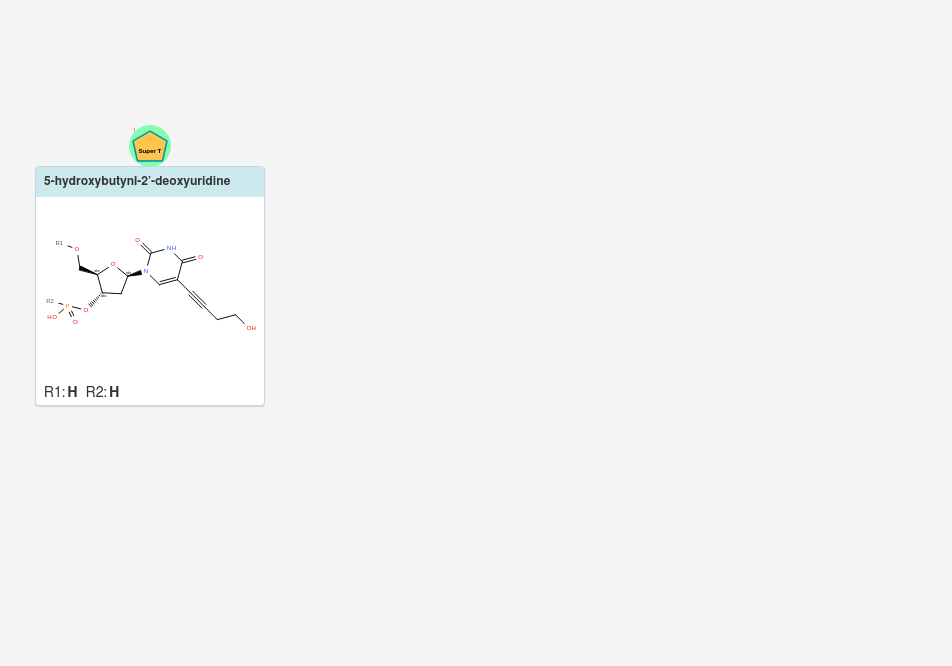 Super T
5-hydroxybutynl-2'-deoxyuridine
O NH
R1 O
O O
N
R2 P O
HO O
OH
R1: H R2: H